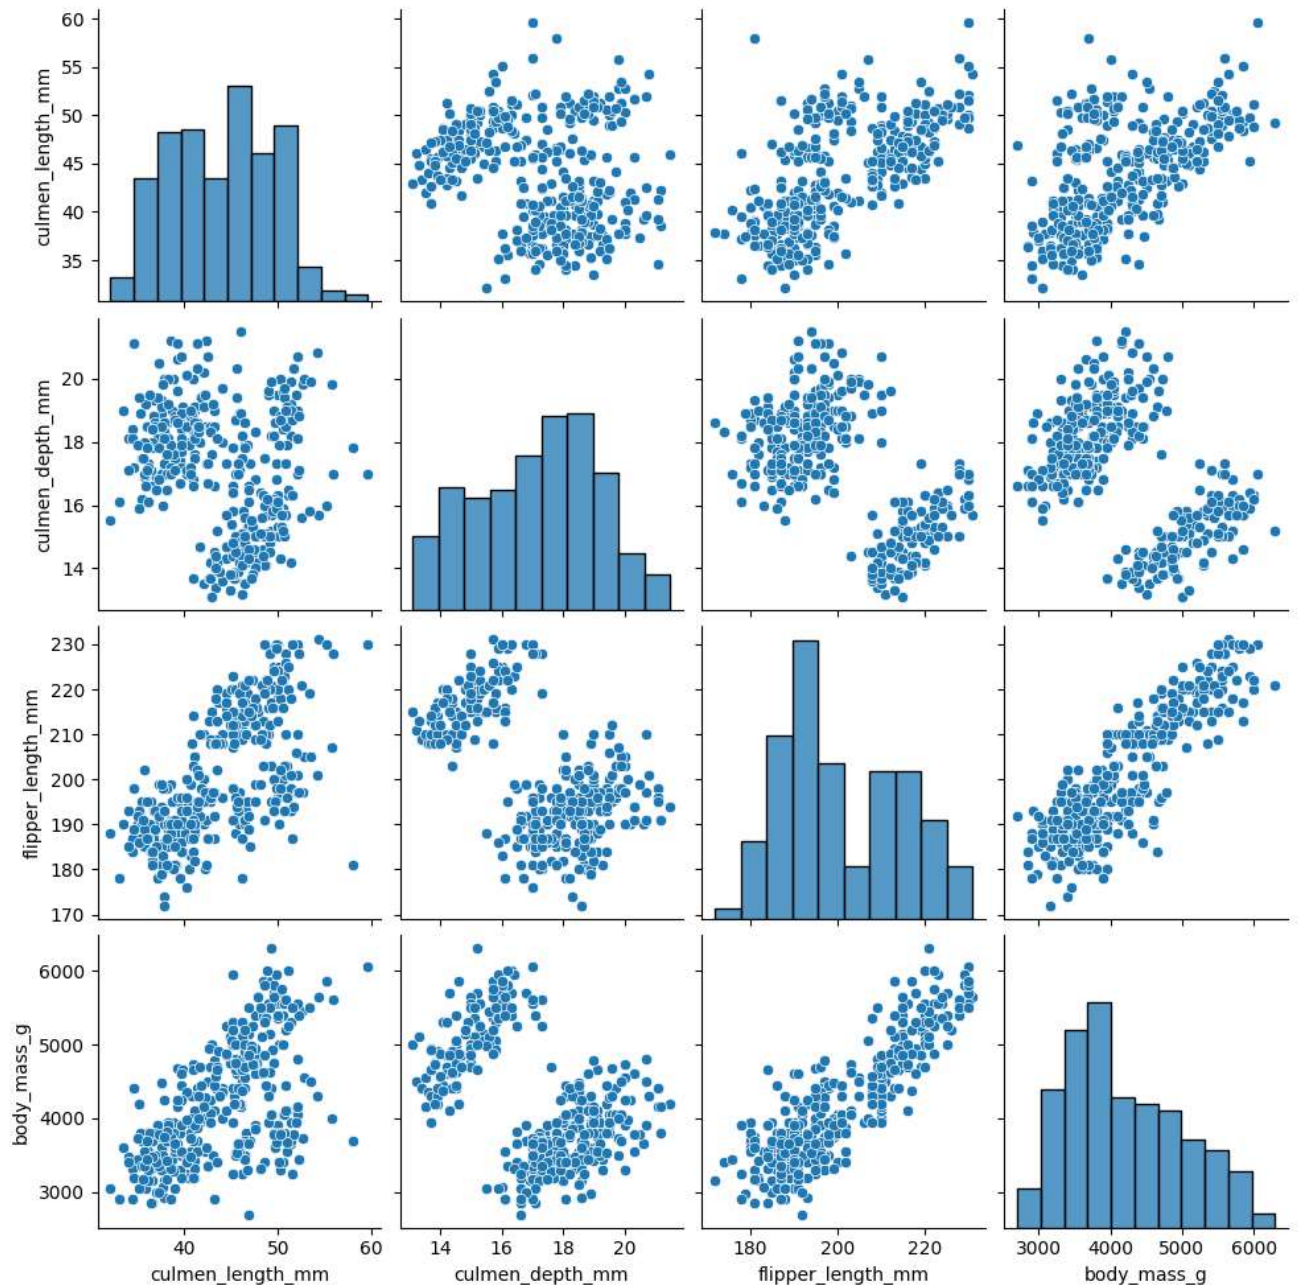 60
55
50
45
40
35
culmen_length_mm
20
18
16
14
culmen_depth_mm
230
220
210
200
190
180
170
flipper_length_mm
6000
5000
4000
3000
body_mass_g
40 50 60
culmen_length_mm
14 16 18 20
culmen_depth_mm
180 200 220
flipper_length_mm
3000 4000 5000 6000
body_mass_g